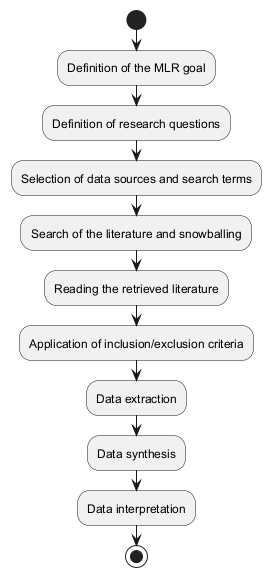 Definition of the MLR goal
Definition of research questions
Selection of data sources and search terms
Search of the literature and snowballing
Reading the retrieved literature
Application of inclusion/exclusion criteria
Data extraction
Data synthesis
Data interpretation